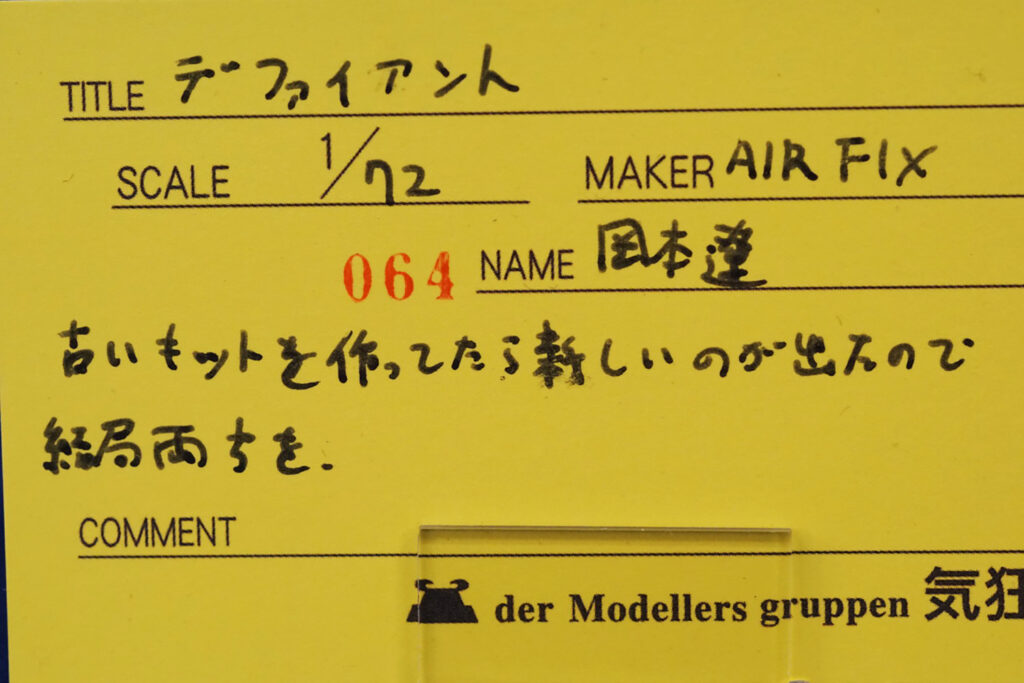 TITLE デファイアント
SCALE 1/72 MAKER AIR FIX
064 NAME 岡本達
古いキットを作ってたら新しいのが出たので
結局両方を.
COMMENT
der Modellers gruppen 気狂